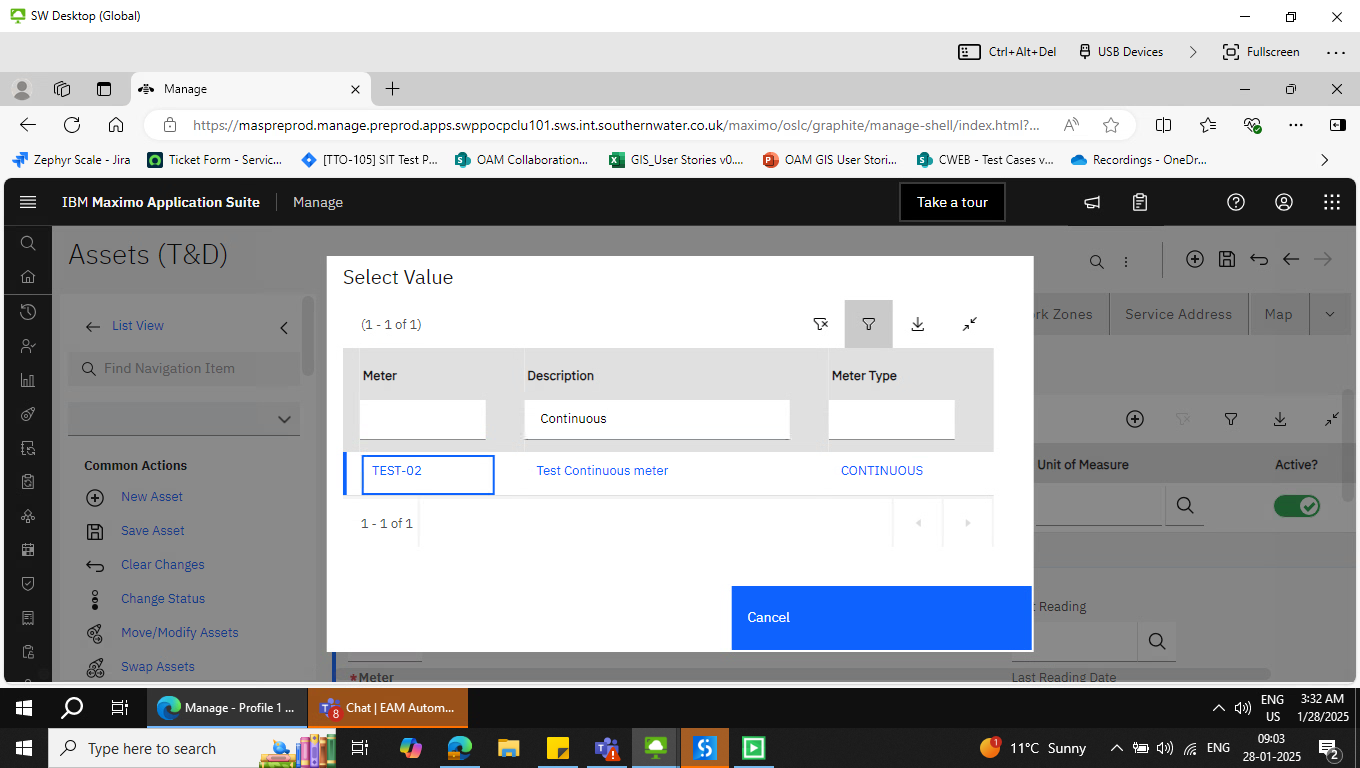 SW Desktop (Global)
Ctrl+Alt+Del
USB Devices
Fullscreen
Manage
https://maspreprod.manage.preprod.apps.swppocpclu101.sws.int.southernwater.co.uk/maximo/oslc/graphite/manage-shell/index.html?...
Zephyr Scale - Jira
Ticket Form - Servic...
[TTO-105] SIT Test P...
OAM Collaboration...
GIS_User Stories v0....
OAM GIS User Stori...
CWEB - Test Cases v...
Recordings - OneDr...
IBM Maximo Application Suite
Manage
Take a tour
Assets (T&D)
List View
Find Navigation Item
Common Actions
New Asset
Save Asset
Clear Changes
Change Status
Move/Modify Assets
Swap Assets
Select Value
(1 - 1 of 1)
Meter
Description
Meter Type
Continuous
TEST-02
Test Continuous meter
CONTINUOUS
1 - 1 of 1
Cancel
rk Zones
Service Address
Map
Unit of Measure
Active?
Reading
*Meter
Last Reading Date
Manage - Profile 1 ...
8
Chat | EAM Autom...
ENG
US
3:32 AM
1/28/2025
Type here to search
1
11°C Sunny
ENG
09:03
28-01-2025
2